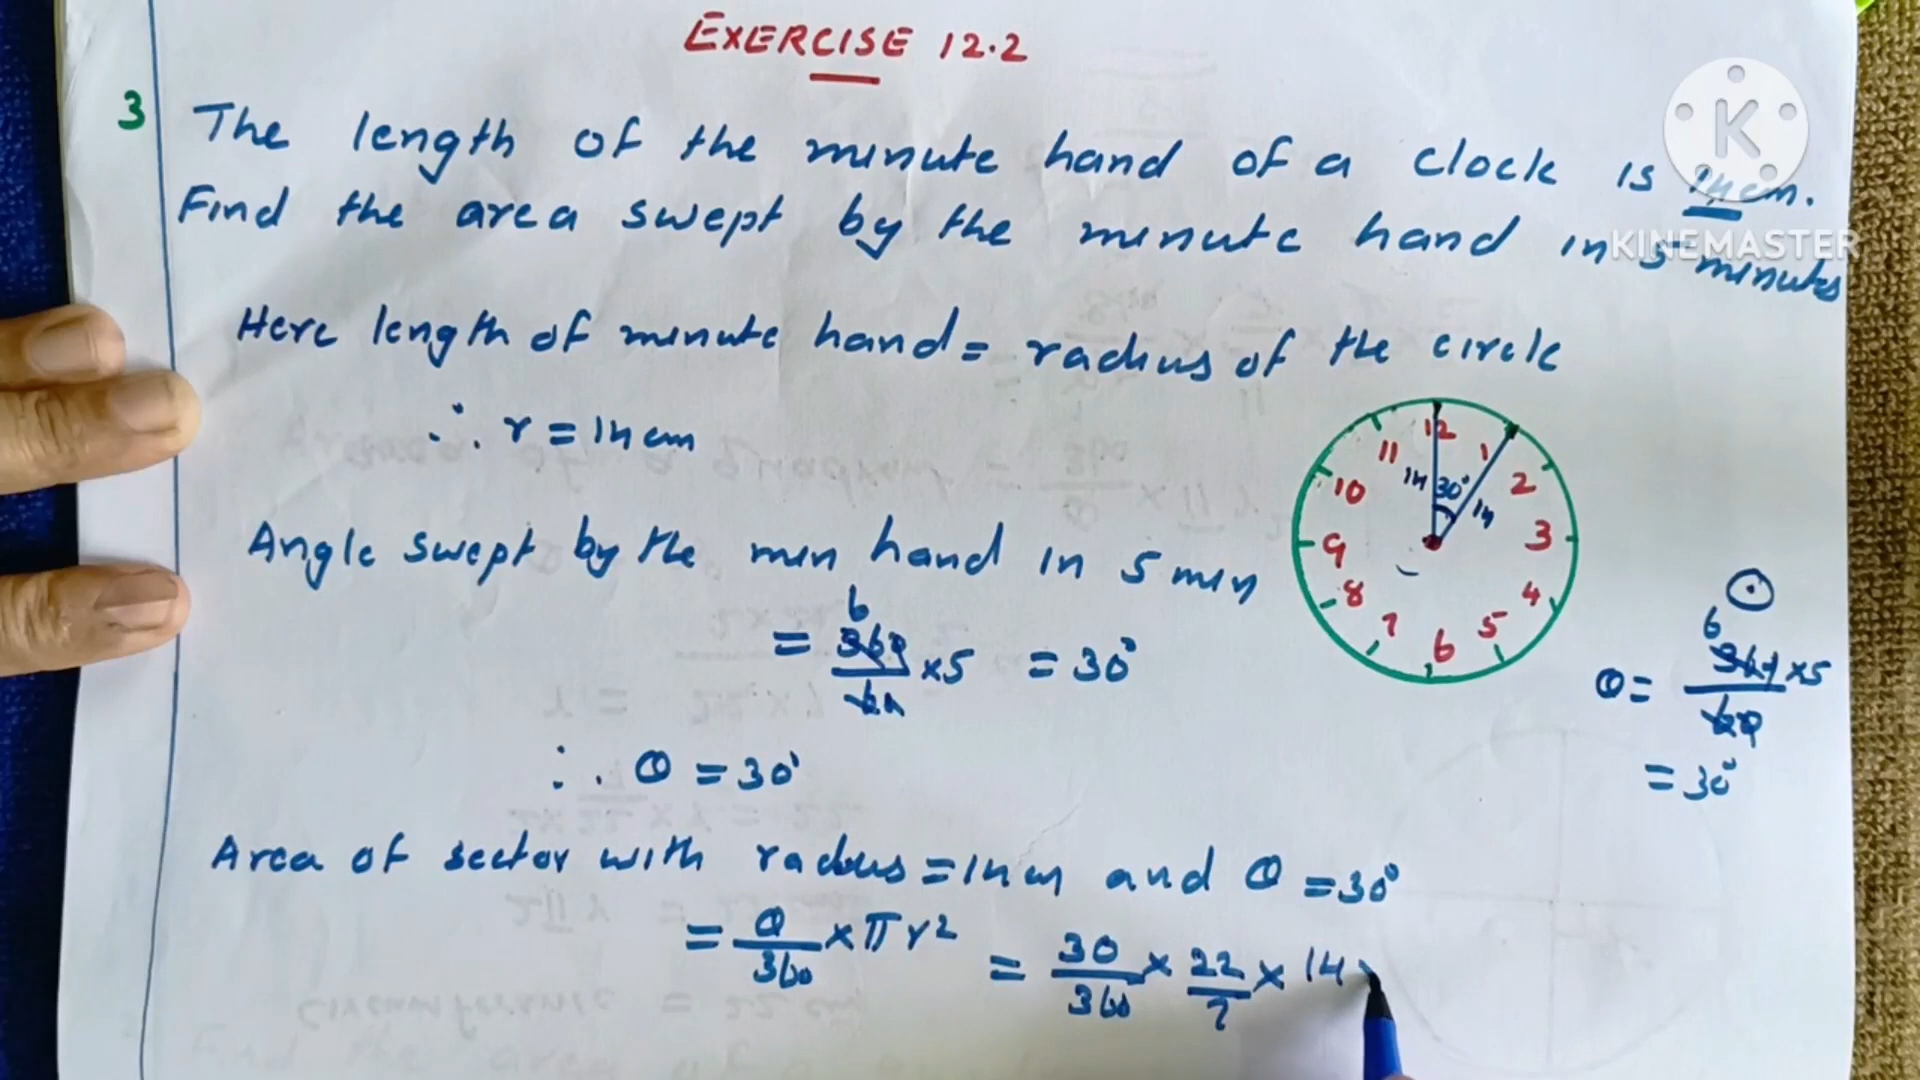 EXERCISE 12.2
3 The length of the minute hand of a clock is 14cm.
Find the area swept by the minute hand in 5 minutes
K
KINEMASTER
Here length of minute hand = radius of the circle
∴ r = 14cm
12
11 1
10 14 30° 14 2
9 3
8 4
7 5
6
Angle swept by the min hand in 5 min
6
= 360/60 × 5 = 30°
6
θ = 360/60 × 5
= 30°
∴ θ = 30°
Area of sector with radius = 14cm and θ = 30°
= θ/360 × πr² = 30/360 × 22/7 × 14 ×